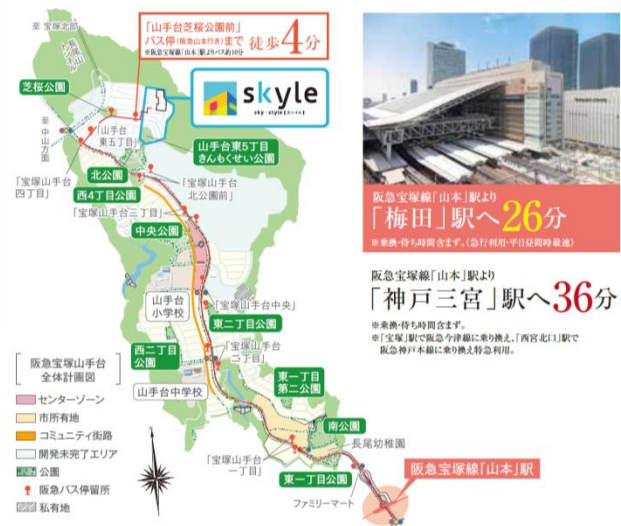 至 宝塚北部
長尾山トンネル
「山手台芝桜公園前」
バス停(阪急山本行き)まで 徒歩4分
※阪急宝塚線「山本」駅よりバス約10分
芝桜公園
skyle
sky-style[スカイル]
至 中山方面
「山手台
東五丁目」
山手台東5丁目
きんもくせい公園
「宝塚山手台
四丁目」
北公園
西4丁目公園
「宝塚山手台
北公園前」
「宝塚山手台三丁目」
中央公園
山手台
小学校
「宝塚山手台中央」
東二丁目公園
西二丁目
公園
「宝塚山手台
二丁目」
山手台中学校
東一丁目
第二公園
南公園
長尾幼稚園
「宝塚山手台
一丁目」
東一丁目公園
ファミリーマート
阪急宝塚線「山本」駅
阪急宝塚山手台
全体計画図
センターゾーン
市所有地
コミュニティ街路
開発未完了エリア
公園
阪急バス停留所
私有地
阪急宝塚線「山本」駅より
「梅田」駅へ26分
※乗換・待ち時間含まず。(急行利用・平日昼間時最速)
阪急宝塚線「山本」駅より
「神戸三宮」駅へ36分
※乗換・待ち時間含まず。
※「宝塚」駅で阪急今津線に乗り換え、「西宮北口」駅で
阪急神戸本線に乗り換え特急利用。